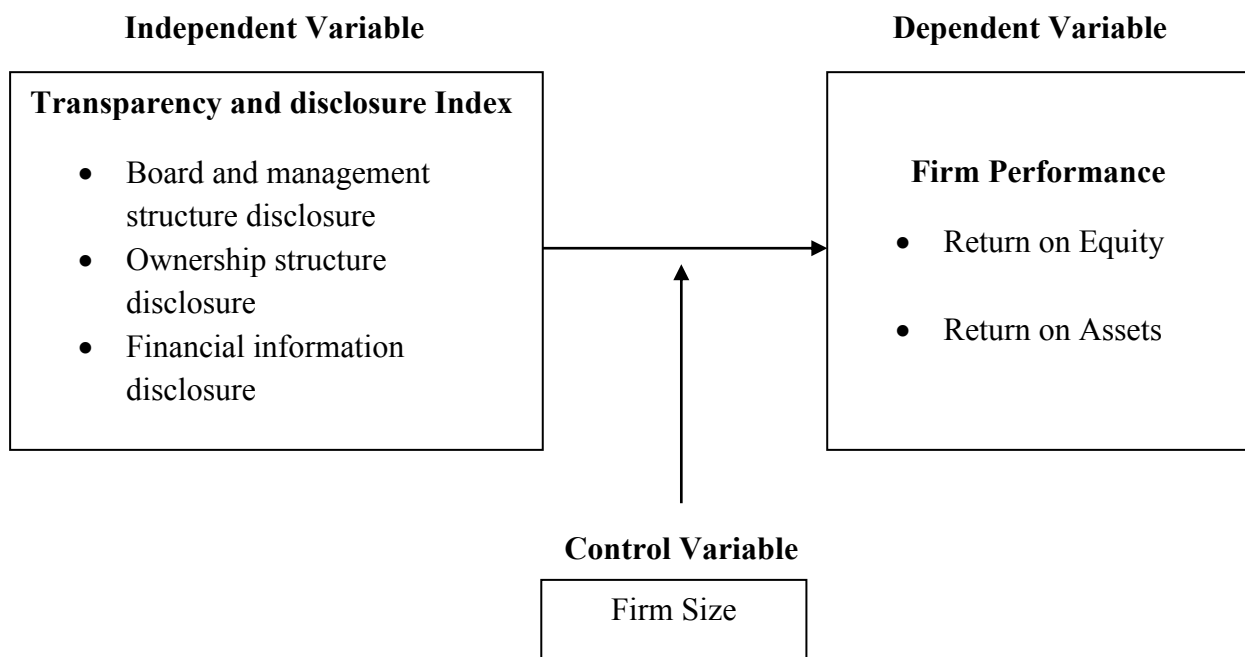 Independent Variable
Dependent Variable
Transparency and disclosure Index
• Board and management
structure disclosure
• Ownership structure
disclosure
• Financial information
disclosure
Firm Performance
• Return on Equity
• Return on Assets
Control Variable
Firm Size